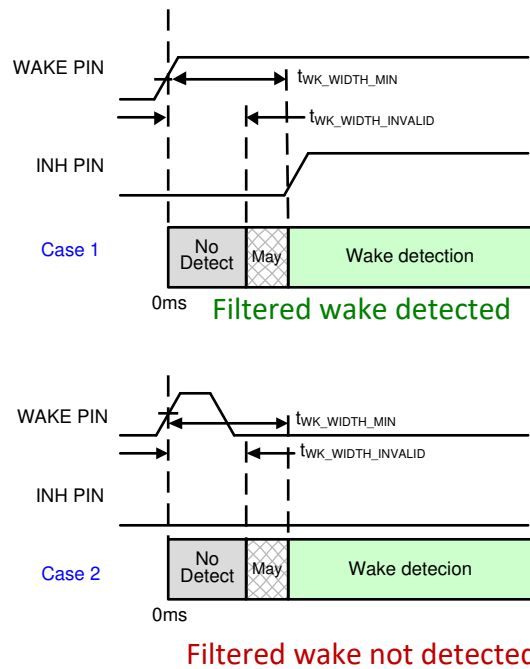 WAKE PIN
tWK_WIDTH_MIN
tWK_WIDTH_INVALID
INH PIN
Case 1
No
Detect
May
Wake detection
0ms
Filtered wake detected
WAKE PIN
tWK_WIDTH_MIN
tWK_WIDTH_INVALID
INH PIN
Case 2
No
Detect
May
Wake detecion
0ms
Filtered wake not detected